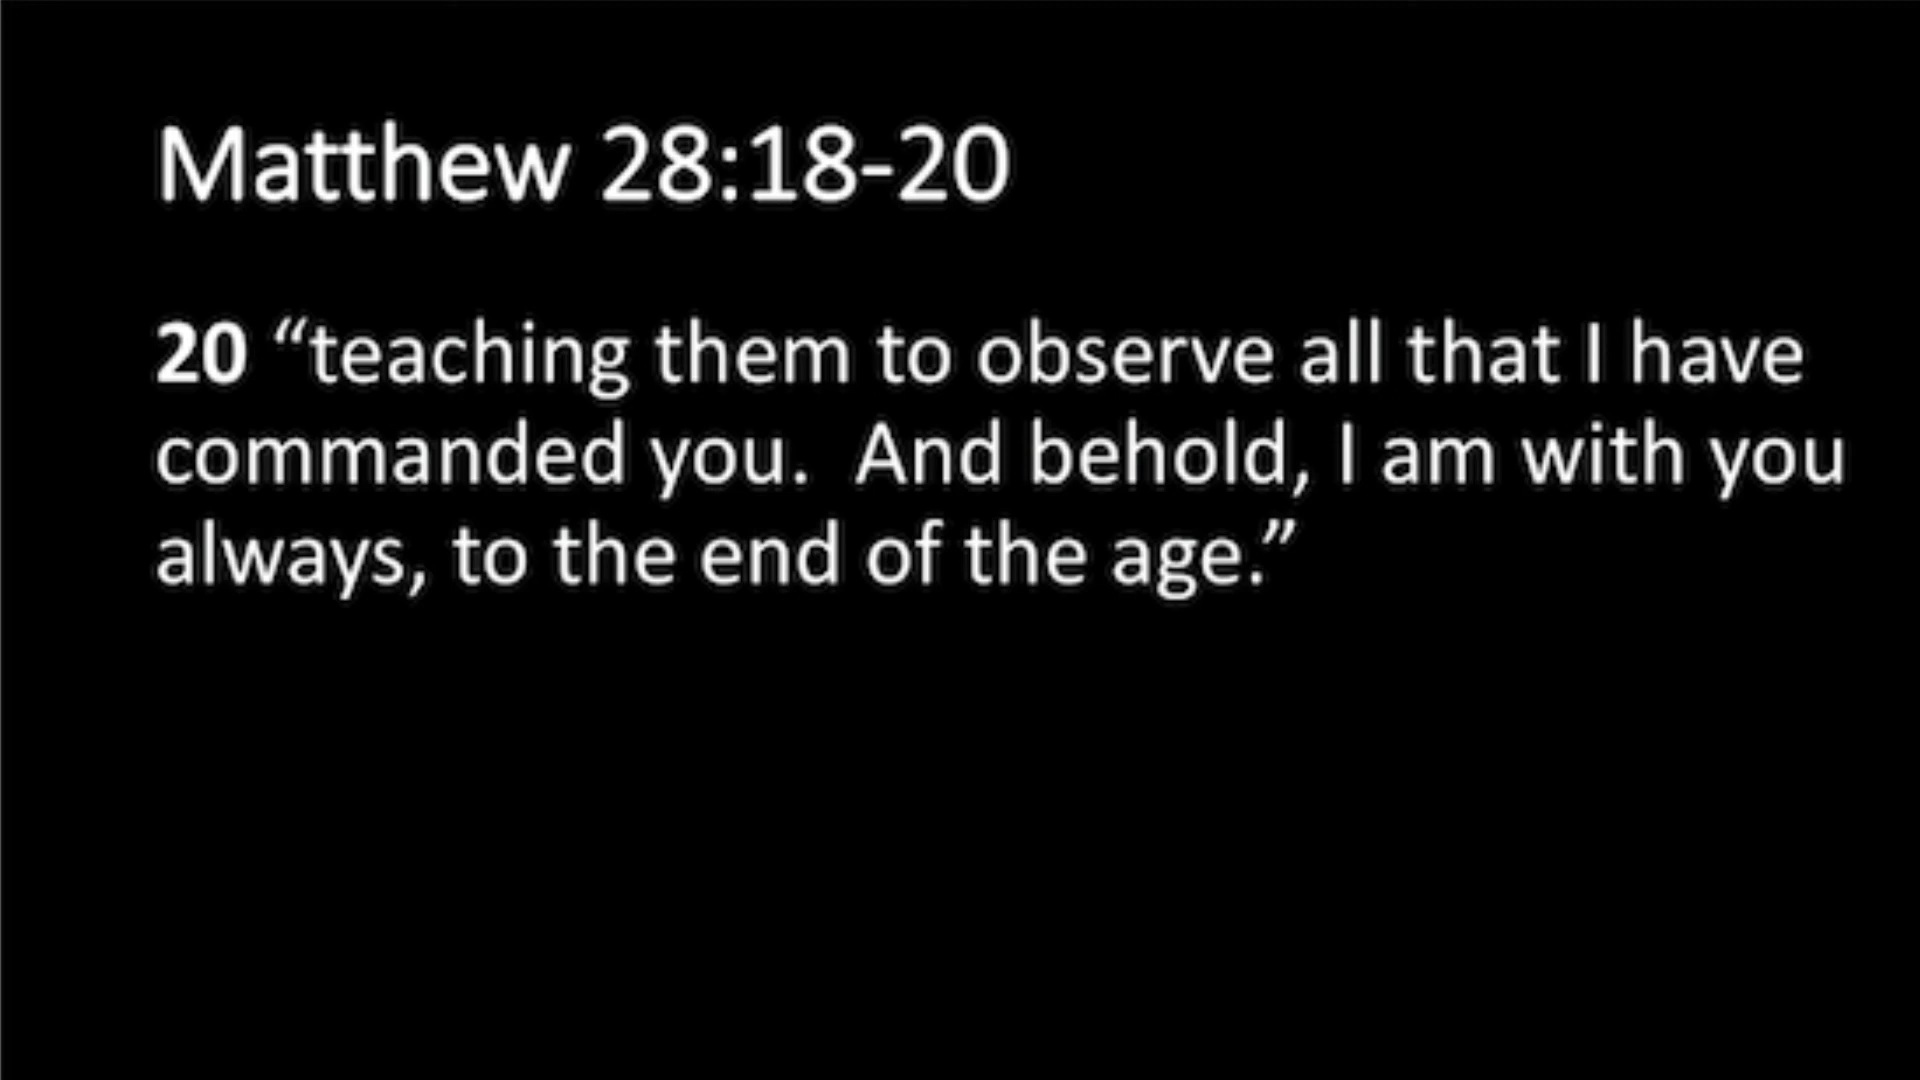 Matthew 28:18-20
20 “teaching them to observe all that I have
commanded you.  And behold, I am with you
always, to the end of the age.”